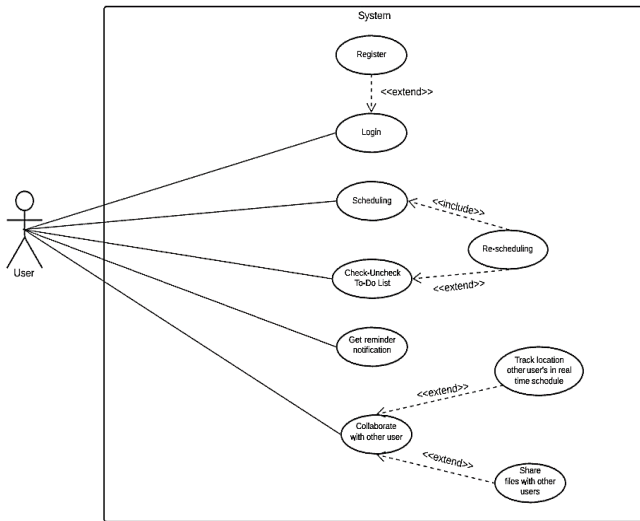 System
Register
<<extend>>
Login
Scheduling
<<include>>
Re-scheduling
User
Check-Uncheck
To-Do List
<<extend>>
Get reminder
notification
Track location
other user's in real
time schedule
<<extend>>
Collaborate
with other user
<<extend>>
Share
files with other
users